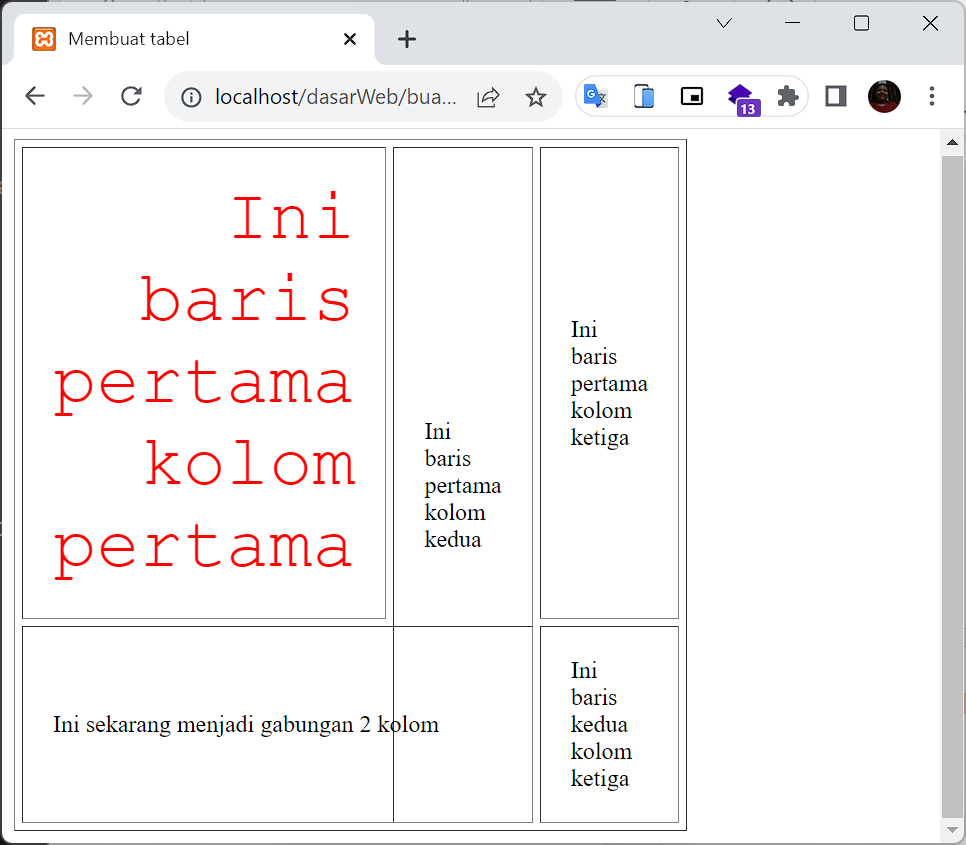 Membuat tabel
localhost/dasarWeb/bua...
13
Ini
baris
pertama
kolom
pertama
Ini
baris
pertama
kolom
kedua
Ini
baris
pertama
kolom
ketiga
Ini sekarang menjadi gabungan 2 kolom
Ini
baris
kedua
kolom
ketiga